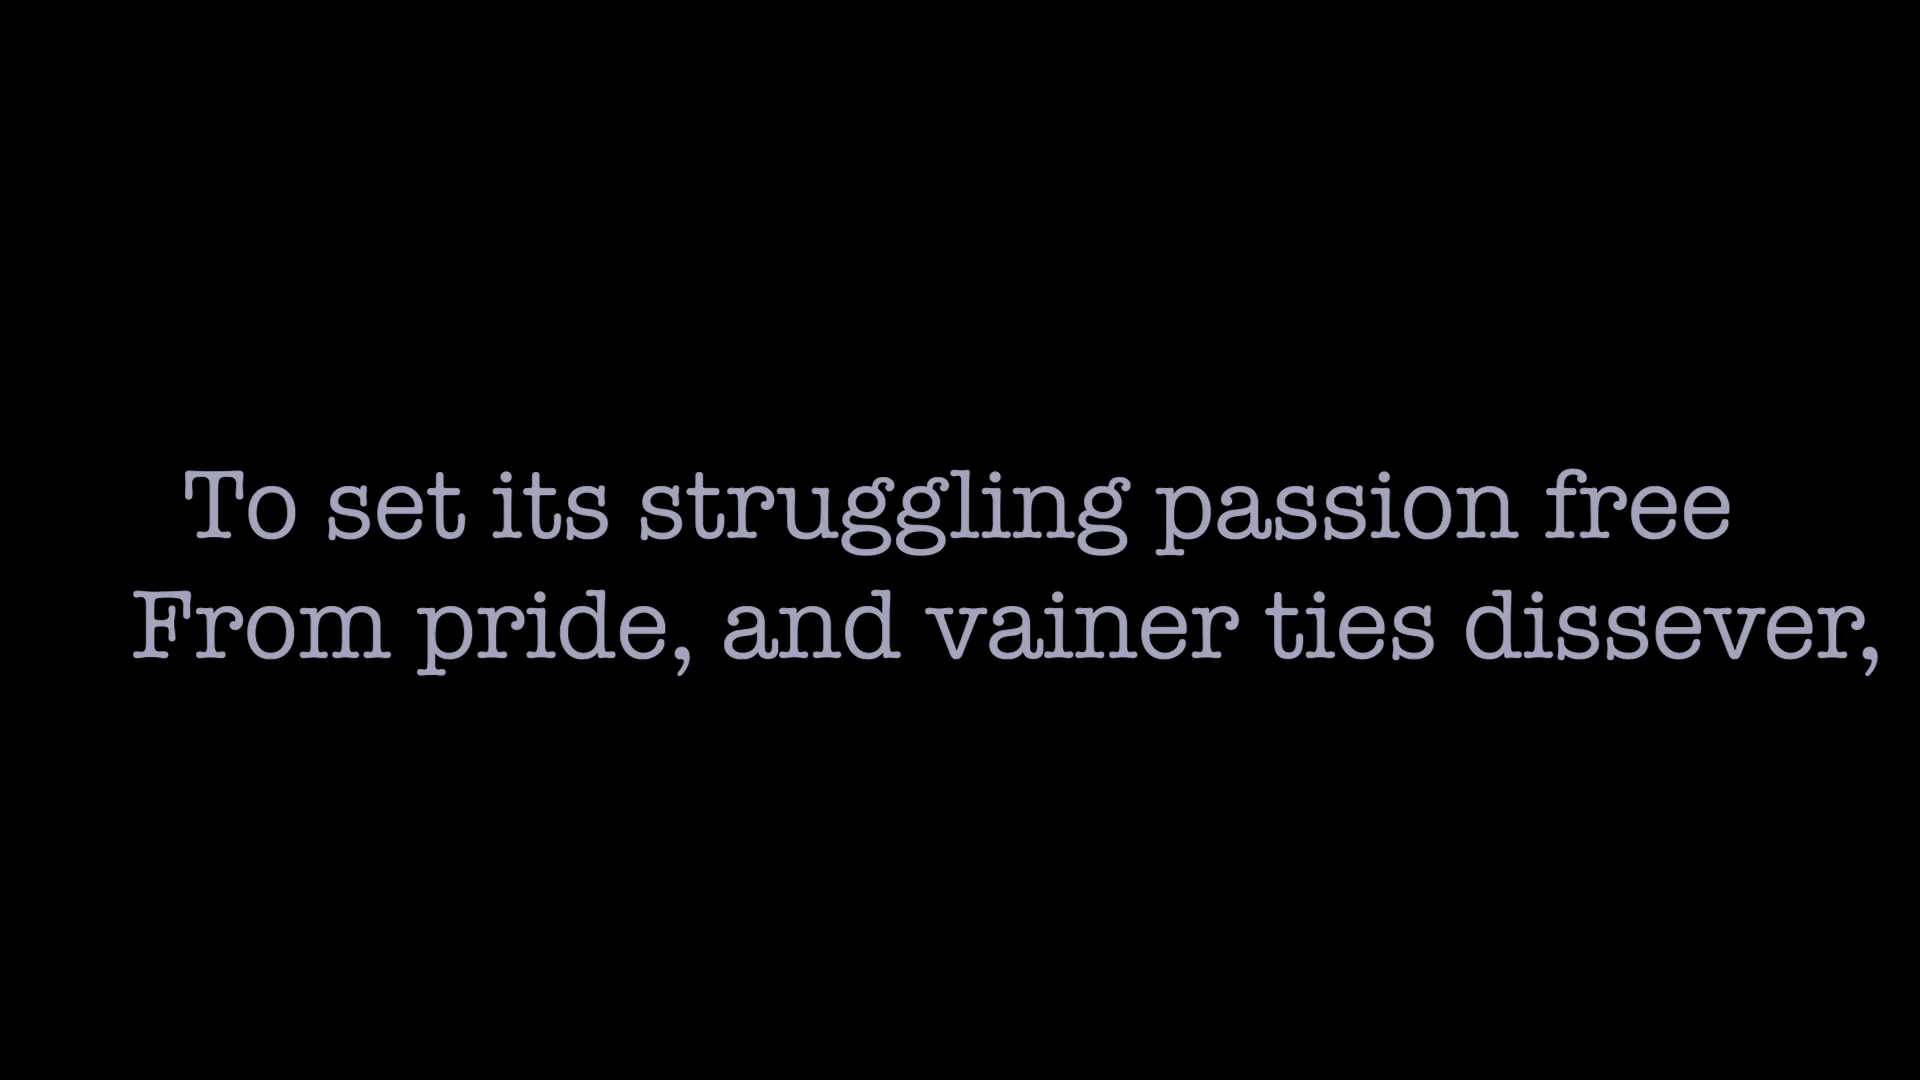 To set its struggling passion free
From pride, and vainer ties dissever,